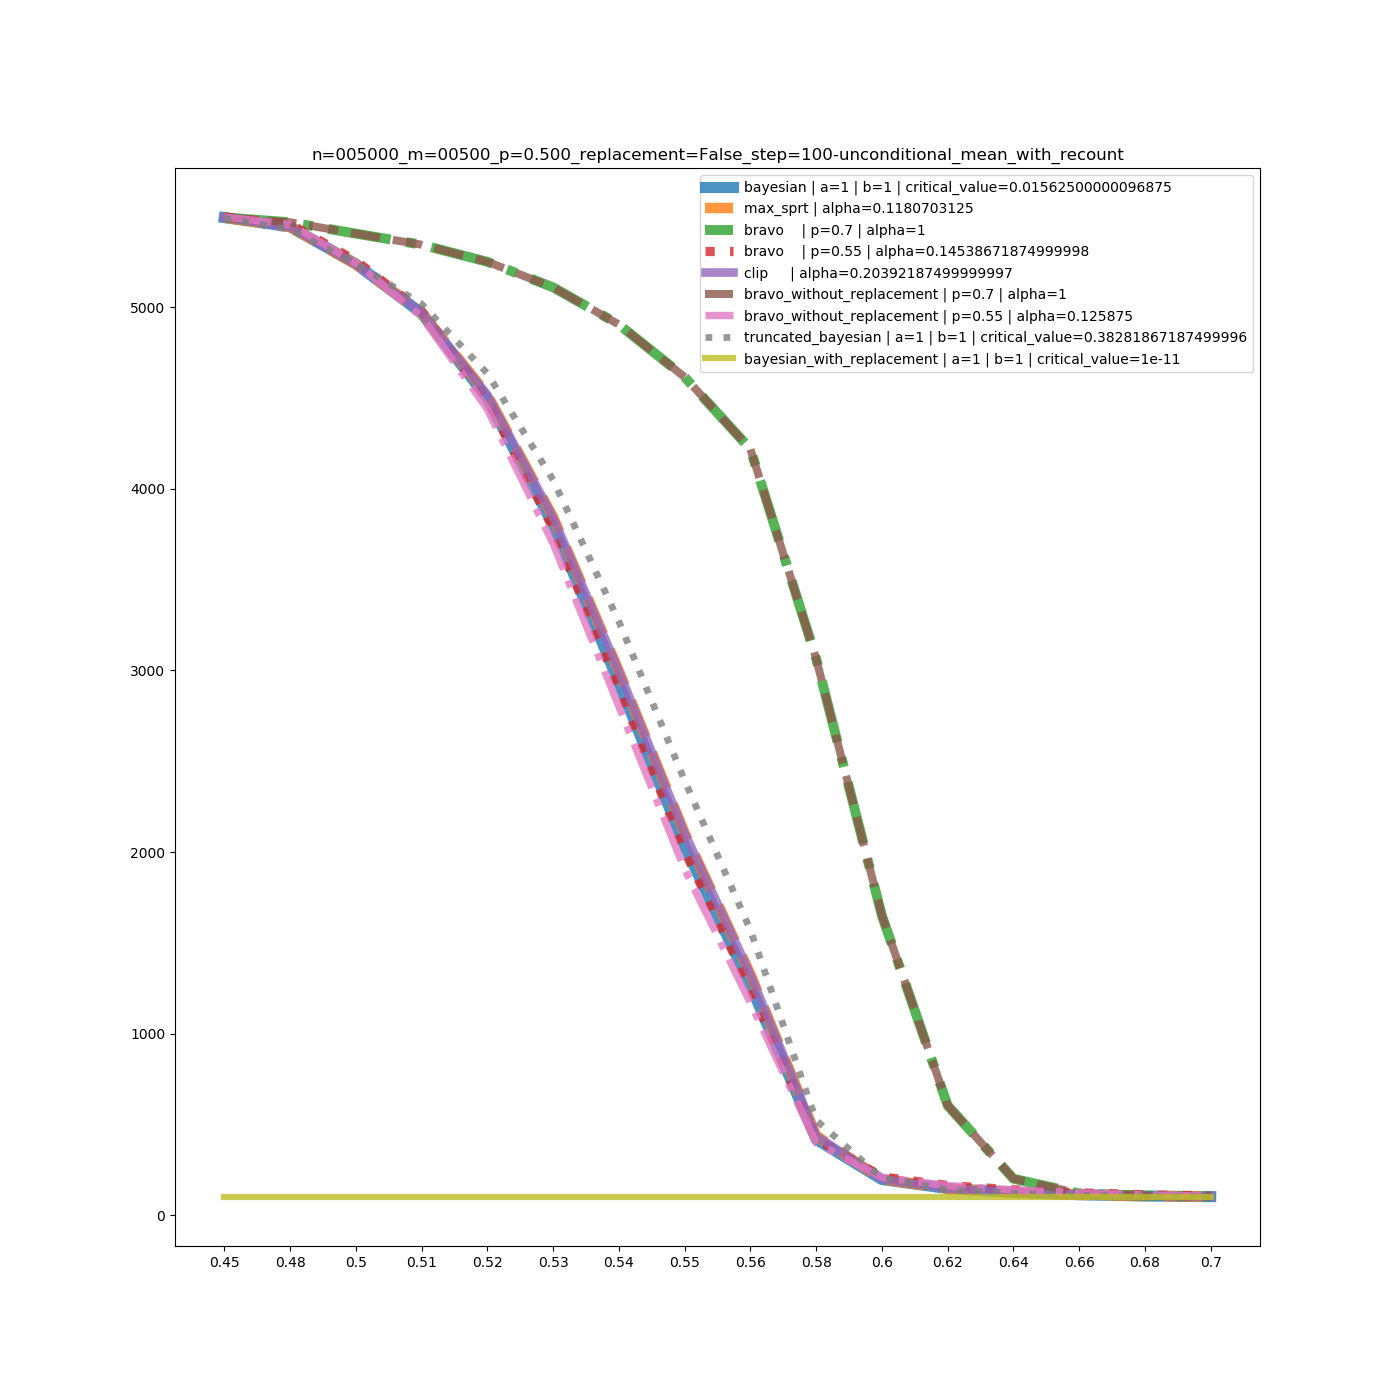 n=005000_m=00500_p=0.500_replacement=False_step=100-unconditional_mean_with_recount
bayesian | a=1 | b=1 | critical_value=0.01562500000096875
max_sprt | alpha=0.1180703125
bravo    | p=0.7 | alpha=1
bravo    | p=0.55 | alpha=0.14538671874999998
clip     | alpha=0.20392187499999997
bravo_without_replacement | p=0.7 | alpha=1
bravo_without_replacement | p=0.55 | alpha=0.125875
truncated_bayesian | a=1 | b=1 | critical_value=0.38281867187499996
bayesian_with_replacement | a=1 | b=1 | critical_value=1e-11
5000
4000
3000
2000
1000
0
0.45 0.48 0.5 0.51 0.52 0.53 0.54 0.55 0.56 0.58 0.6 0.62 0.64 0.66 0.68 0.7